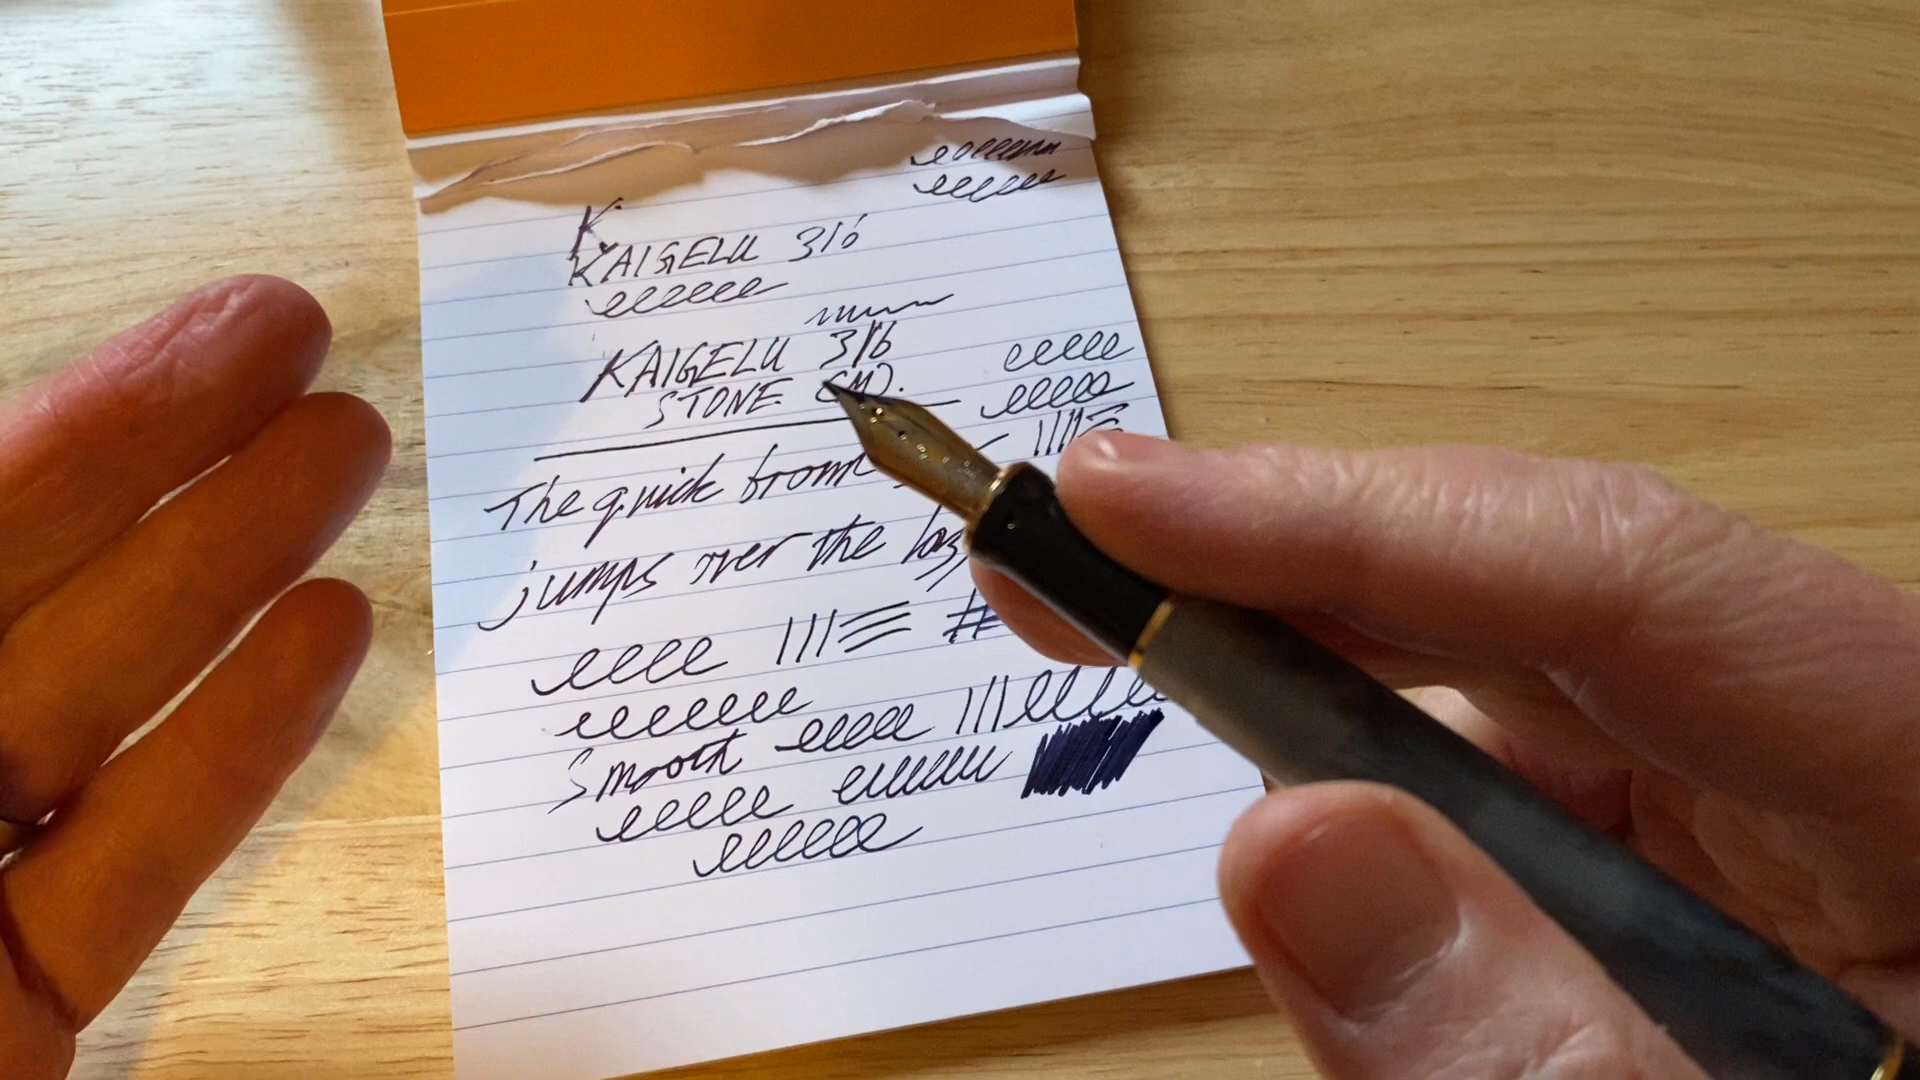 K
KAIGELU 316
KAIGELU 316
STONE (M).
The quick brown
jumps over the lazy
Smooth